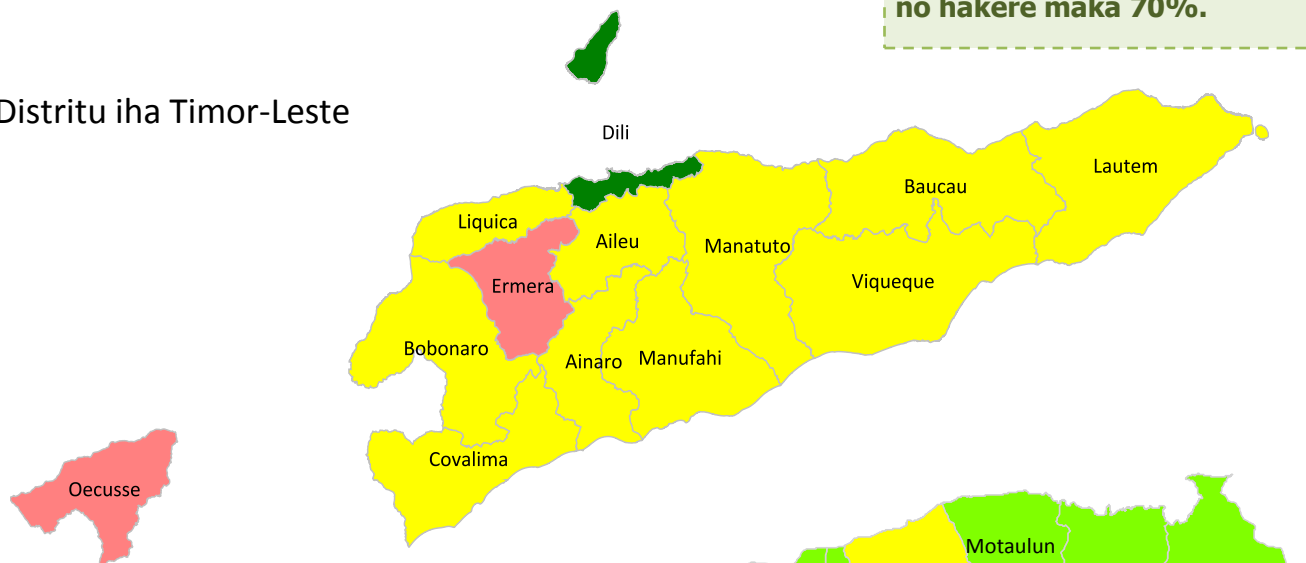 no hakere maka 70%.
Distritu iha Timor-Leste
Dili
Lautem
Baucau
Liquica
Aileu
Manatuto
Viqueque
Ermera
Bobonaro
Ainaro
Manufahi
Covalima
Oecusse
Motaulun